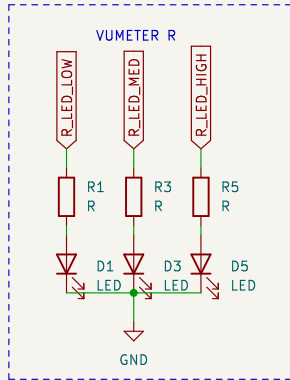 VUMETER R
R_LED_LOW
R_LED_MED
R_LED_HIGH
R1
R
R3
R
R5
R
D1
LED
D3
LED
D5
LED
GND